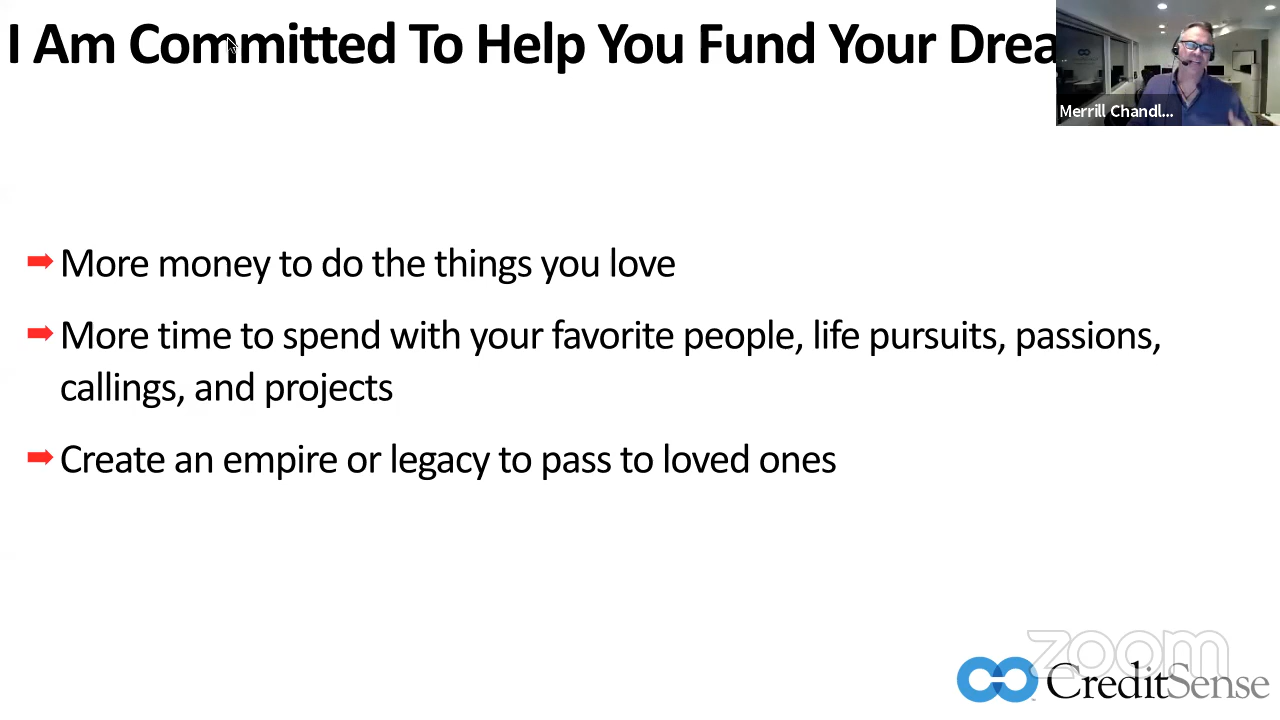 I Am Committed To Help You Fund Your Drea
Merrill Chandl...
More money to do the things you love
More time to spend with your favorite people, life pursuits, passions,
callings, and projects
Create an empire or legacy to pass to loved ones
zoom
CreditSense